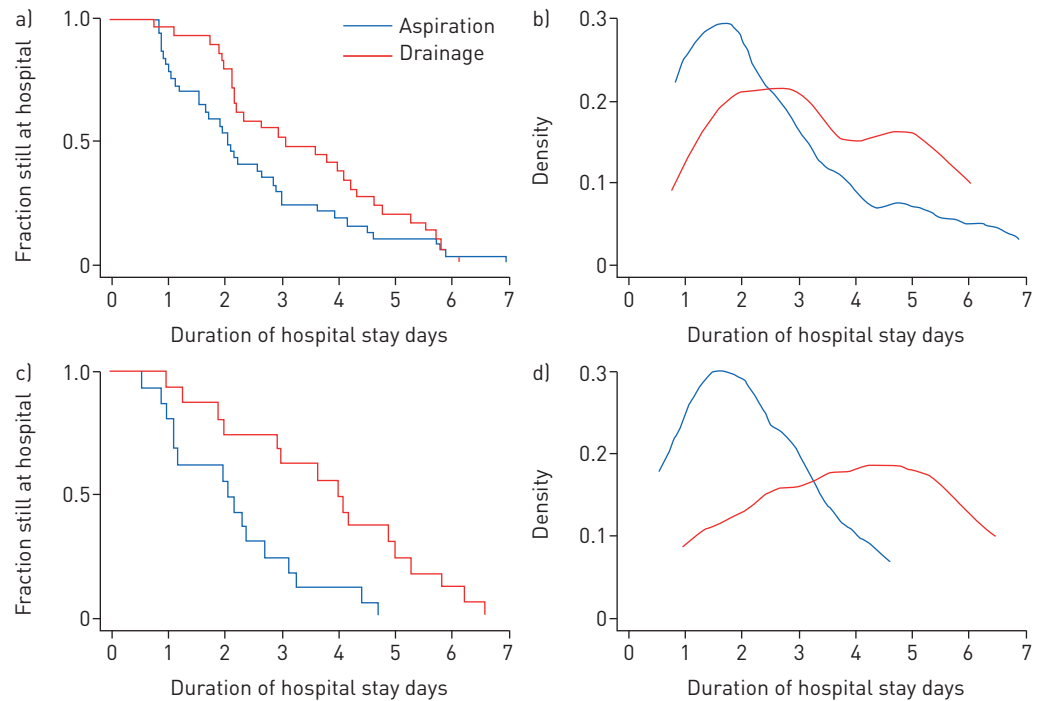 a)
1.0
0.5
0
Fraction still at hospital
Aspiration
Drainage
0 1 2 3 4 5 6 7
Duration of hospital stay days
b)
0.3
0.2
0.1
0
Density
0 1 2 3 4 5 6 7
Duration of hospital stay days
c)
1.0
0.5
0
Fraction still at hospital
0 1 2 3 4 5 6 7
Duration of hospital stay days
d)
0.3
0.2
0.1
0
Density
0 1 2 3 4 5 6 7
Duration of hospital stay days